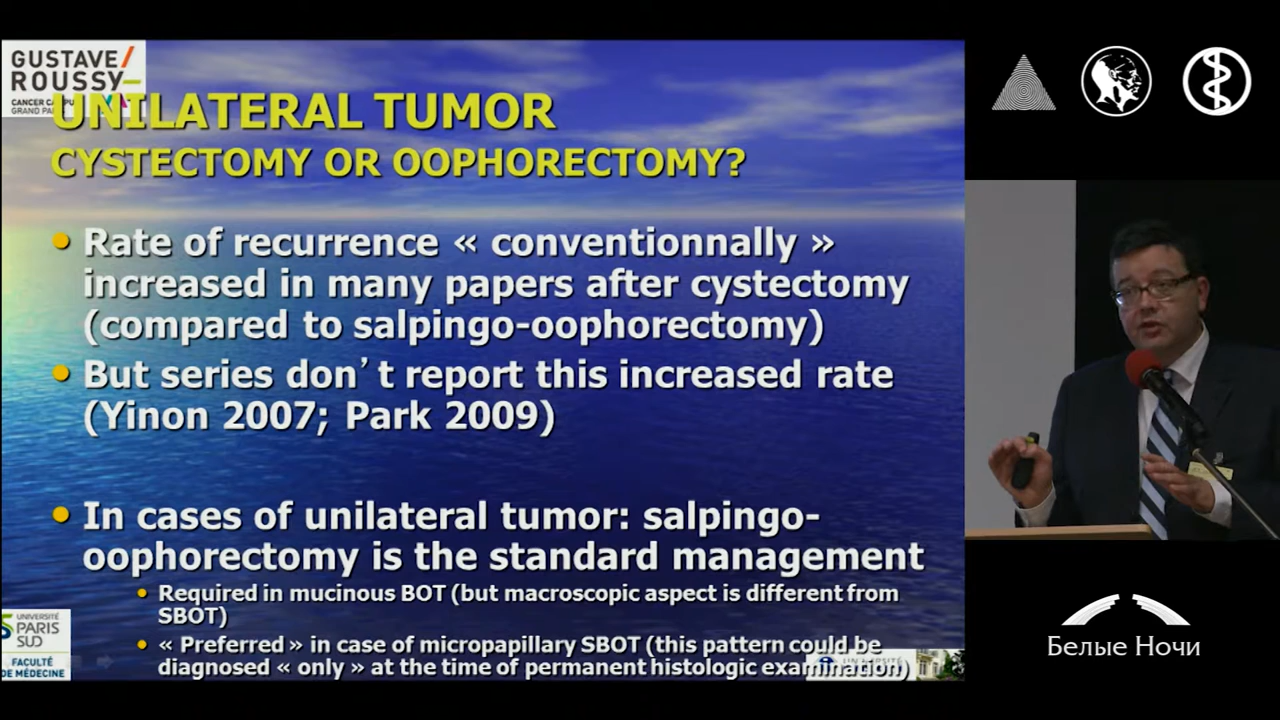 GUSTAVE/
ROUSSY
CANCER CAMPUS
GRAND PARIS
UNILATERAL TUMOR
CYSTECTOMY OR OOPHORECTOMY?
• Rate of recurrence « conventionnally »
increased in many papers after cystectomy
(compared to salpingo-oophorectomy)
• But series don't report this increased rate
(Yinon 2007; Park 2009)
• In cases of unilateral tumor: salpingo-
oophorectomy is the standard management
• Required in mucinous BOT (but macroscopic aspect is different from
SBOT)
• « Preferred » in case of micropapillary SBOT (this pattern could be
diagnosed « only » at the time of permanent histologic examination)
UNIVERSITÉ
PARIS
SUD
FACULTÉ
DE MÉDECINE
Белые Ночи